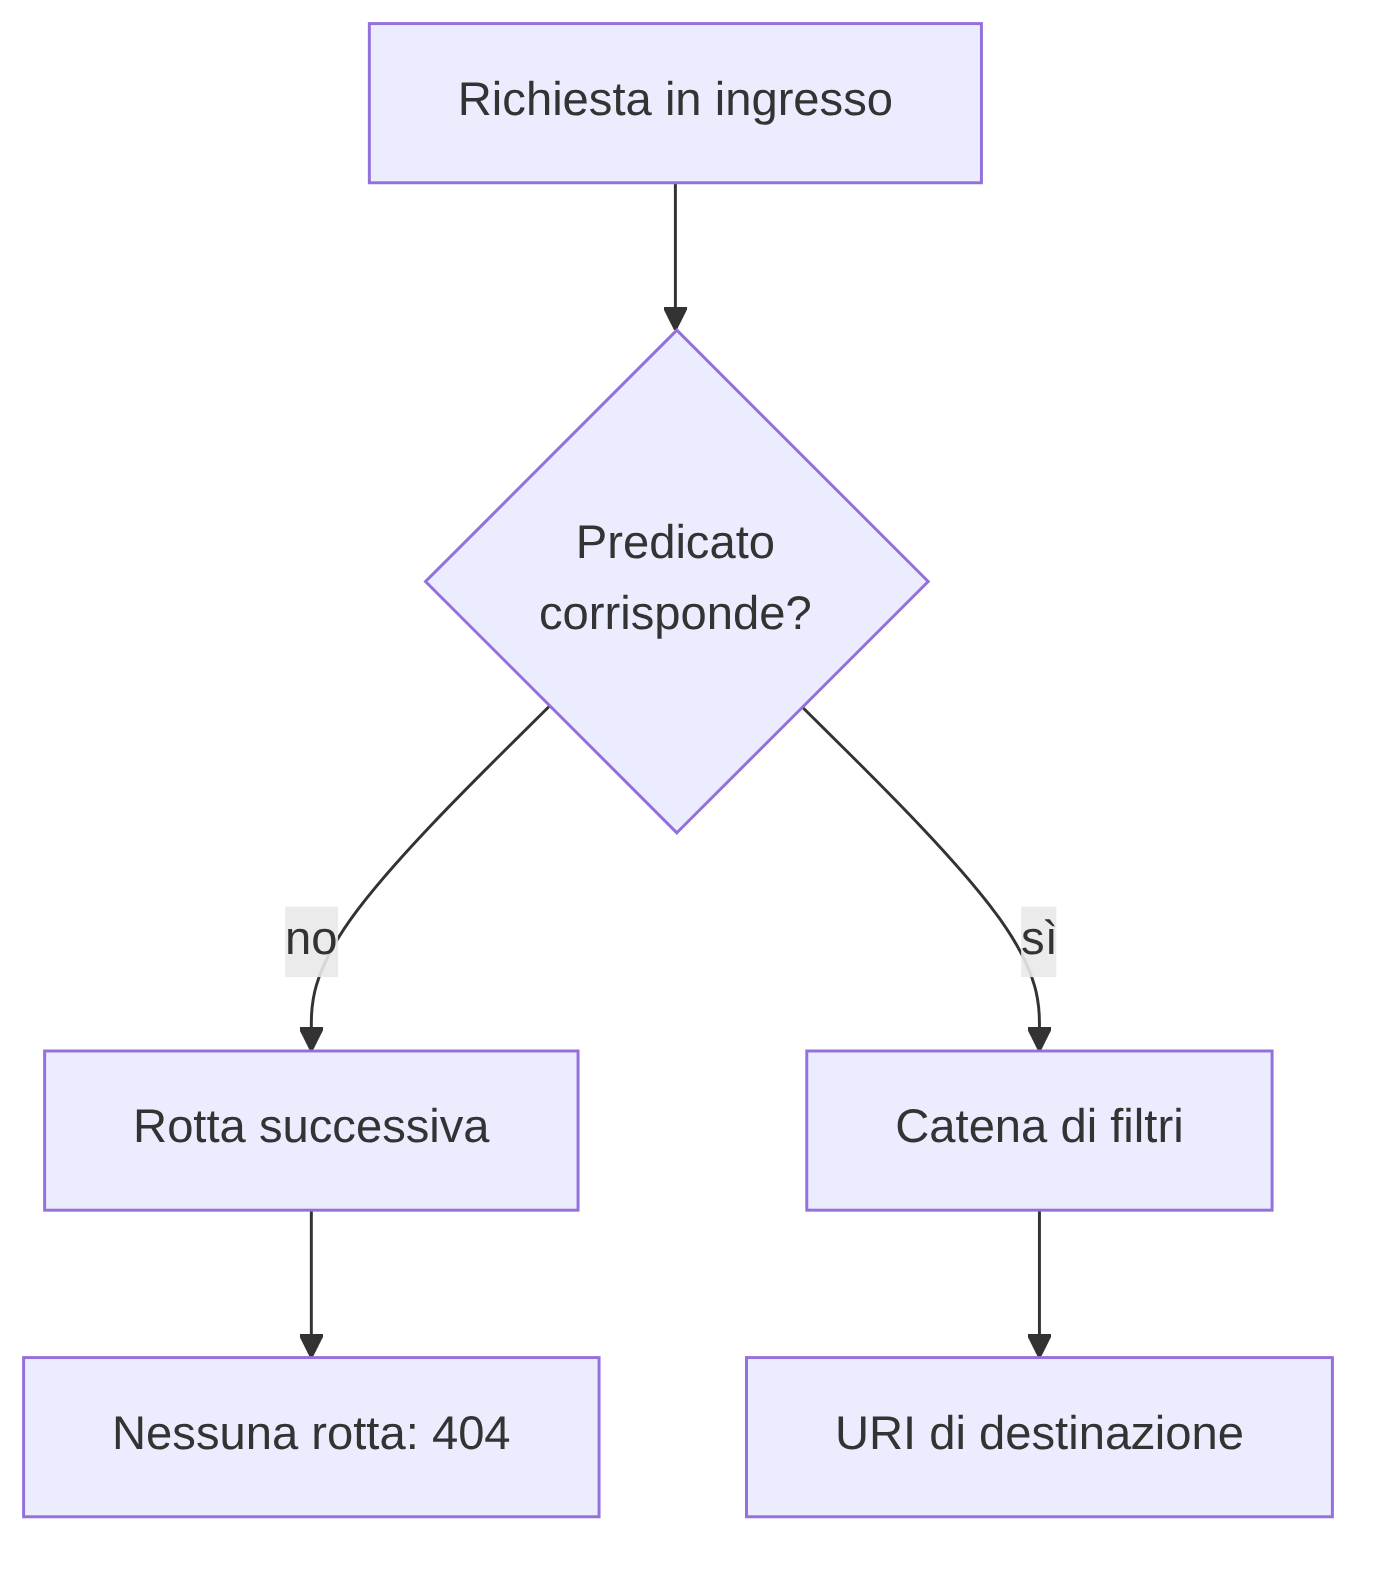 Richiesta in ingresso
Predicato
corrisponde?
no
sì
Rotta successiva
Catena di filtri
Nessuna rotta: 404
URI di destinazione